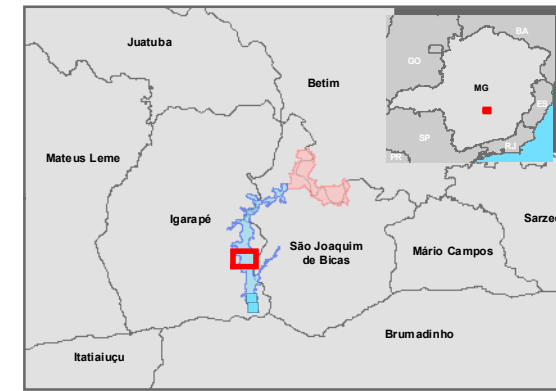 Juatuba
BA
GO
Betim
MG
ES
Mateus Leme
SP
RJ
PR
Igarapé
São Joaquim
de Bicas
Mário Campos
Sarzed
Brumadinho
Itatiaiuçu